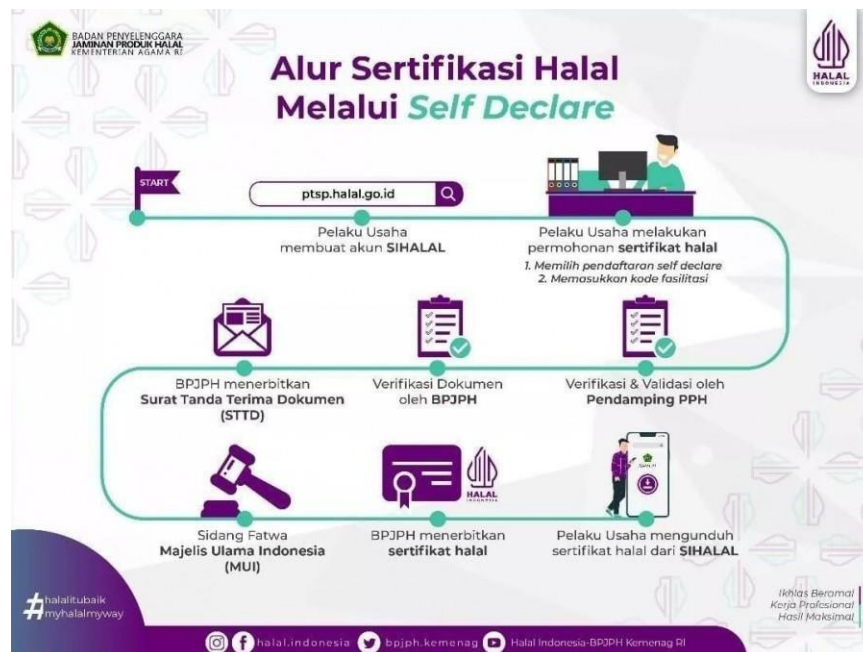 BADAN PENYELENGGARA
JAMINAN PRODUK HALAL
KEMENTERIAN AGAMA RI
HALAL
INDONESIA
Alur Sertifikasi Halal
Melalui Self Declare
START
ptsp.halal.go.id
Pelaku Usaha
membuat akun SIHALAL
Pelaku Usaha melakukan
permohonan sertifikat halal
1. Memilih pendaftaran self declare
2. Memasukkan kode fasilitasi
BPJPH menerbitkan
Surat Tanda Terima Dokumen
(STTD)
Verifikasi Dokumen
oleh BPJPH
Verifikasi & Validasi oleh
Pendamping PPH
HALAL
INDONESIA
Sidang Fatwa
Majelis Ulama Indonesia
(MUI)
BPJPH menerbitkan
sertifikat halal
Pelaku Usaha mengunduh
sertifikat halal dari SIHALAL
#halalitubaik
#myhalalmyway
Ikhlas Beramal
Kerja Profesional
Hasil Maksimal
halal.indonesia bpjph.kemenag Halal Indonesia-BPJPH Kemenag RI